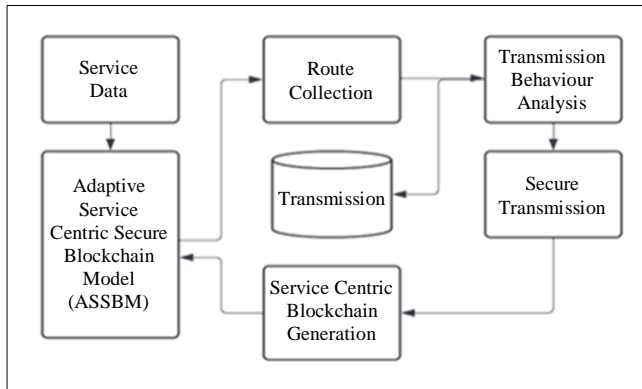 Service
Data
Route
Collection
Transmission
Behaviour
Analysis
Adaptive
Service
Centric Secure
Blockchain
Model
(ASSBM)
Transmission
Secure
Transmission
Service Centric
Blockchain
Generation